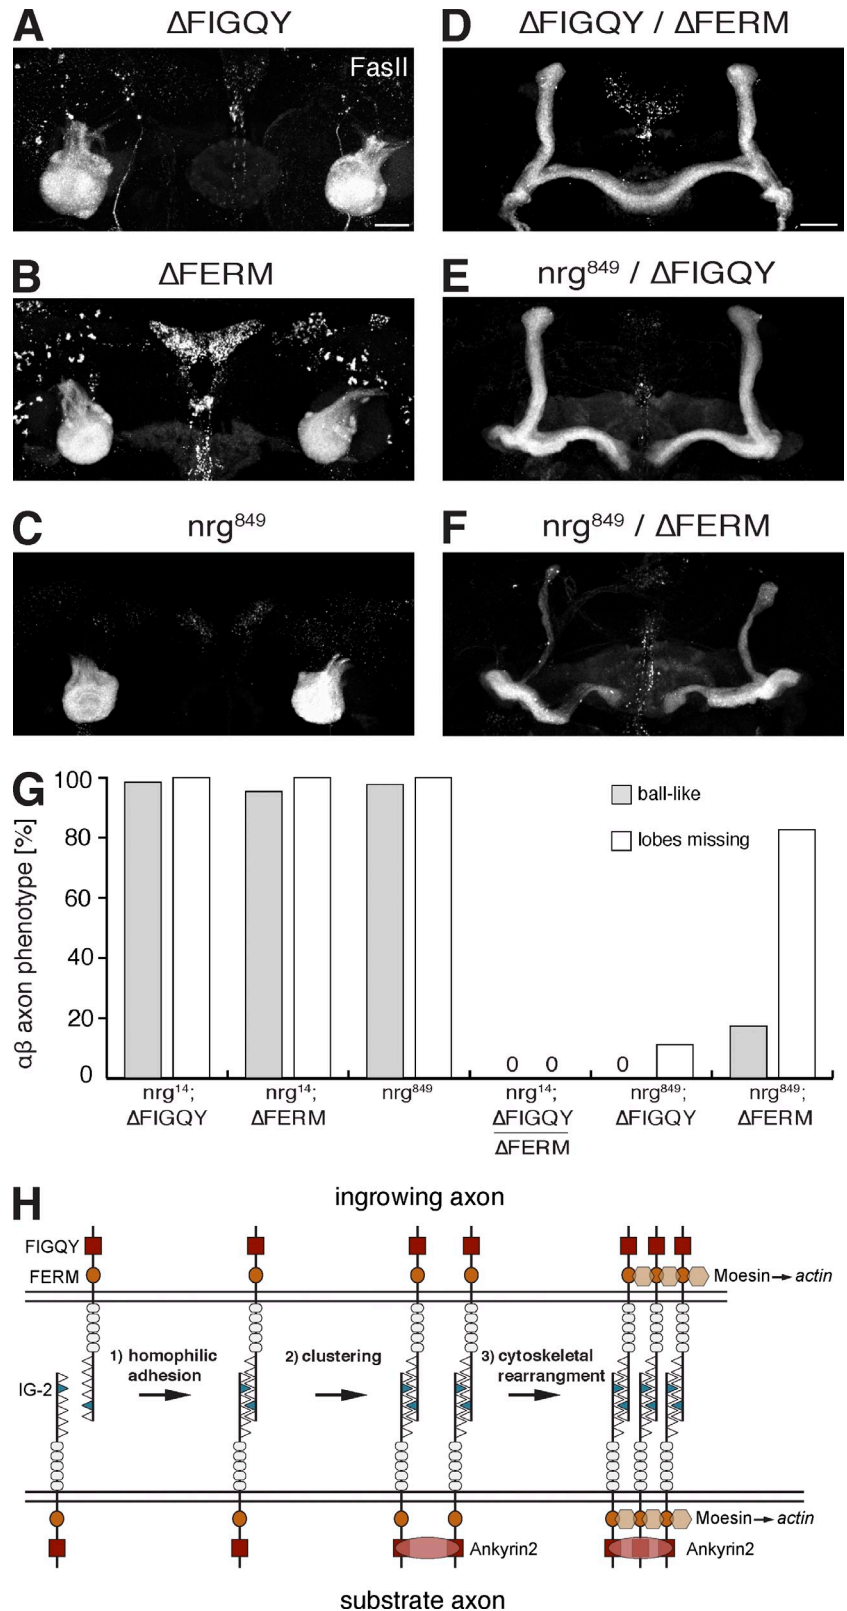 A ΔFIGQY
FasII
D ΔFIGQY / ΔFERM
B ΔFERM
E nrg⁸⁴⁹ / ΔFIGQY
C nrg⁸⁴⁹
F nrg⁸⁴⁹ / ΔFERM
G
αβ axon phenotype [%]
100
80
60
40
20
0
ball-like
lobes missing
0 0 0
nrg¹⁴; ΔFIGQY
nrg¹⁴; ΔFERM
nrg⁸⁴⁹
nrg¹⁴; ΔFIGQY ΔFERM
nrg⁸⁴⁹; ΔFIGQY
nrg⁸⁴⁹; ΔFERM
H
ingrowing axon
FIGQY
FERM
Moesin → actin
1) homophilic
adhesion
2) clustering
3) cytoskeletal
rearrangment
IG-2
Moesin → actin
Ankyrin2
Ankyrin2
substrate axon